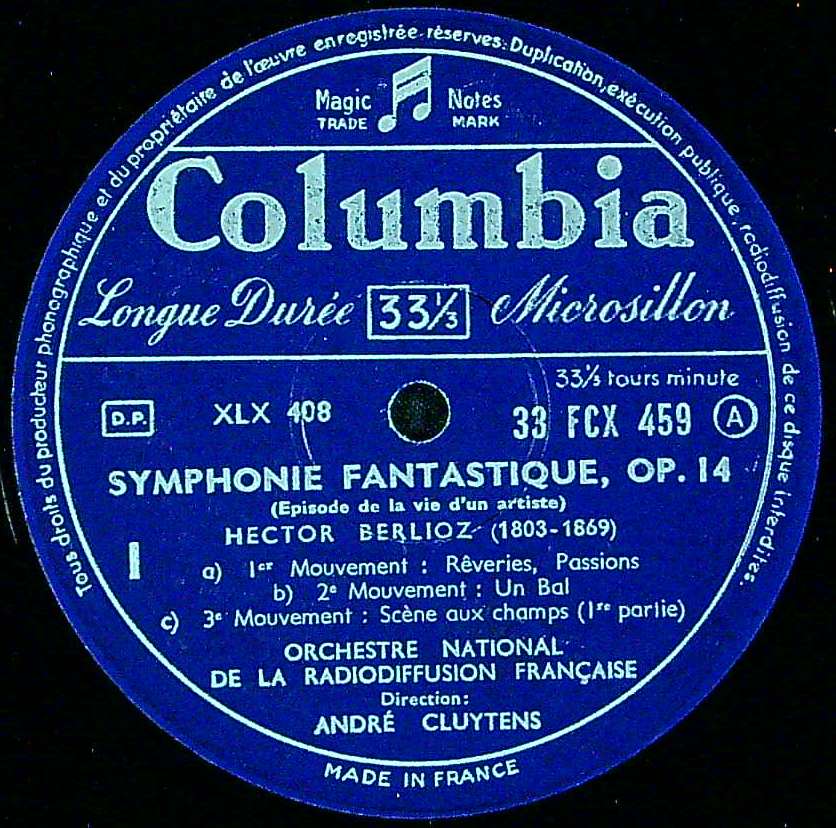 Tous droits du producteur phonographique et du propriétaire de l'œuvre enregistrée réservés. Duplication, exécution publique, radiodiffusion de ce disque interdites.
Magic Notes
TRADE MARK
Columbia
Longue Durée 33⅓ Microsillon
33⅓ tours minute
D.P. XLX 408 33 FCX 459 A
SYMPHONIE FANTASTIQUE, OP. 14
(Episode de la vie d'un artiste)
HECTOR BERLIOZ (1803-1869)
I
a) 1er Mouvement : Rêveries, Passions
b) 2e Mouvement : Un Bal
c) 3e Mouvement : Scène aux champs (1re partie)
ORCHESTRE NATIONAL
DE LA RADIODIFFUSION FRANÇAISE
Direction:
ANDRÉ CLUYTENS
MADE IN FRANCE